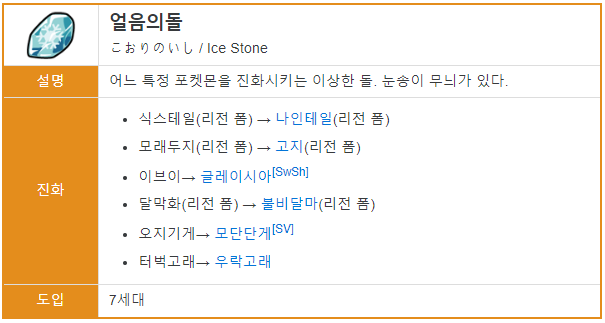 얼음의돌
こおりのいし / Ice Stone
설명
어느 특정 포켓몬을 진화시키는 이상한 돌. 눈송이 무늬가 있다.
진화
식스테일(리전 폼) → 나인테일(리전 폼)
모래두지(리전 폼) → 고지(리전 폼)
이브이→ 글레이시아[SwSh]
달막화(리전 폼) → 불비달마(리전 폼)
오지기게→ 모단단게[SV]
터벅고래→ 우락고래
도입
7세대